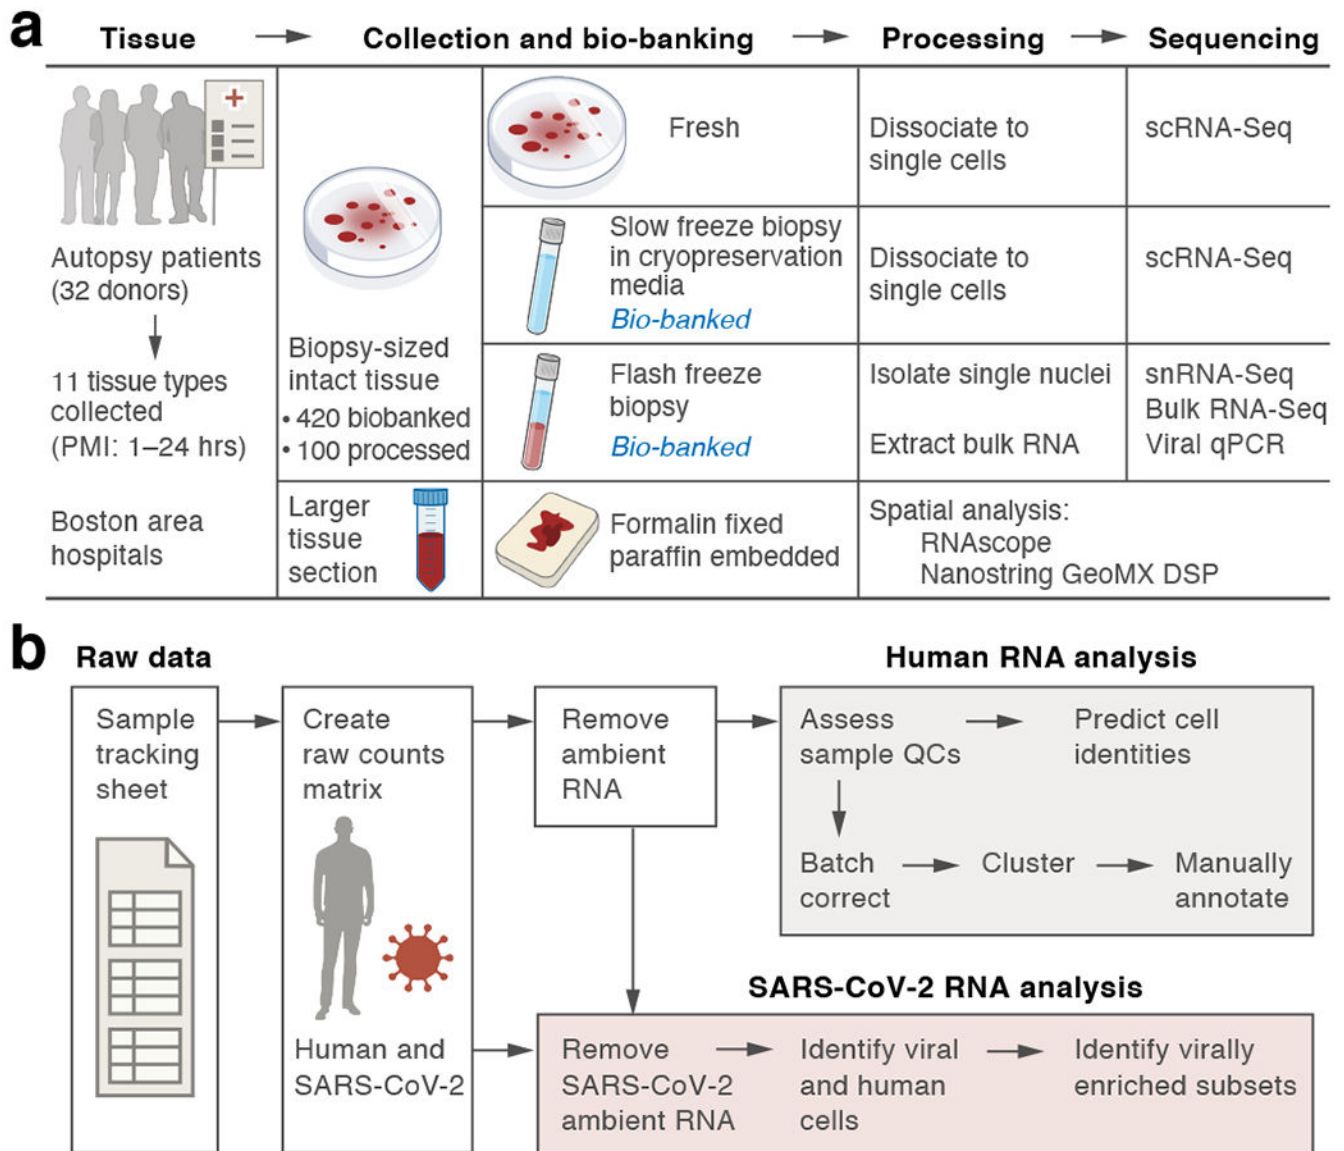 a
Tissue
Collection and bio-banking
Processing
Sequencing
Autopsy patients
(32 donors)
11 tissue types
collected
(PMI: 1–24 hrs)
Boston area
hospitals
Biopsy-sized
intact tissue
• 420 biobanked
• 100 processed
Larger
tissue
section
Fresh
Dissociate to
single cells
scRNA-Seq
Slow freeze biopsy
in cryopreservation
media
Bio-banked
Dissociate to
single cells
scRNA-Seq
Flash freeze
biopsy
Bio-banked
Isolate single nuclei
Extract bulk RNA
snRNA-Seq
Bulk RNA-Seq
Viral qPCR
Formalin fixed
paraffin embedded
Spatial analysis:
RNAscope
Nanostring GeoMX DSP
b
Raw data
Sample
tracking
sheet
Create
raw counts
matrix
Human and
SARS-CoV-2
Remove
ambient
RNA
Human RNA analysis
Assess
sample QCs
Predict cell
identities
Batch
correct
Cluster
Manually
annotate
SARS-CoV-2 RNA analysis
Remove
SARS-CoV-2
ambient RNA
Identify viral
and human
cells
Identify virally
enriched subsets